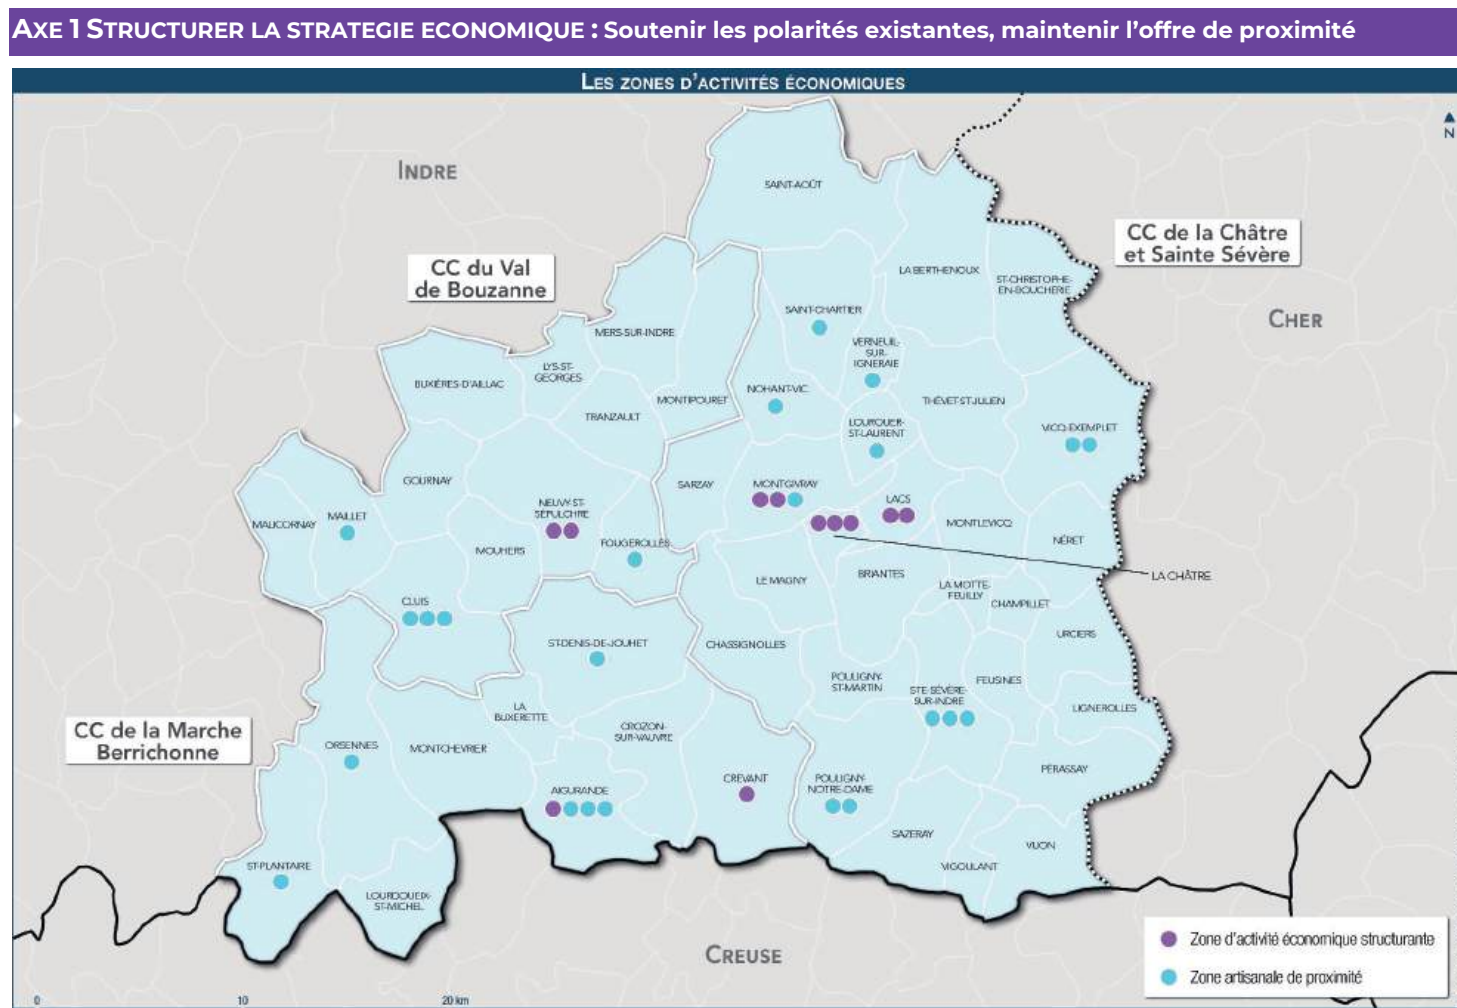 AXE 1 STRUCTURER LA STRATEGIE ECONOMIQUE : Soutenir les polarités existantes, maintenir l'offre de proximité
LES ZONES D'ACTIVITÉS ÉCONOMIQUES
N
INDRE
SAINT-AOÛT
CC de la Châtre
et Sainte Sévère
CC du Val
de Bouzanne
LA BERTHENOUX
ST-CHRISTOPHE-
EN-BOUCHERIE
SAINT-CHARTIER
CHER
MERS-SUR-INDRE
VERNEUIL-
SUR-
IGNERAIE
LYS-ST-
GEORGES
BUXIÈRES-D'AILLAC
NOHANT-VIC
MONTIPOURET
THÉVET-ST-JULIEN
TRANZAULT
LOUROUER-
ST-LAURENT
VICQ-EXEMPLET
GOURNAY
SARZAY
MONTGIVRAY
NEUVY-ST-
SÉPULCHRE
LACS
MAUCORNAY
MAILLET
MONTLEVICQ
NÉRET
MOUHERS
FOUGEROLLES
LE MAGNY
BRIANTES
LA CHÂTRE
LA MOTTE-
FEUILLY
CHAMPILLET
CLUIS
URCIERS
ST-DENIS-DE-JOUHET
CHASSIGNOLLES
POULIGNY-
ST-MARTIN
FEUSINES
STE-SÉVÈRE-
SUR-INDRE
LIGNEROLLES
LA
BUXERETTE
CC de la Marche
Berrichonne
CROZON-
SUR-VAUVRE
ORSENNES
MONTCHEVRIER
PÉRASSAY
CREVANT
POULIGNY-
NOTRE-DAME
AIGURANDE
SAZERAY
VIJON
VIGOULANT
ST-PLANTAIRE
LOURDOUEIX-
ST-MICHEL
CREUSE
Zone d'activité économique structurante
Zone artisanale de proximité
0 10 20 km